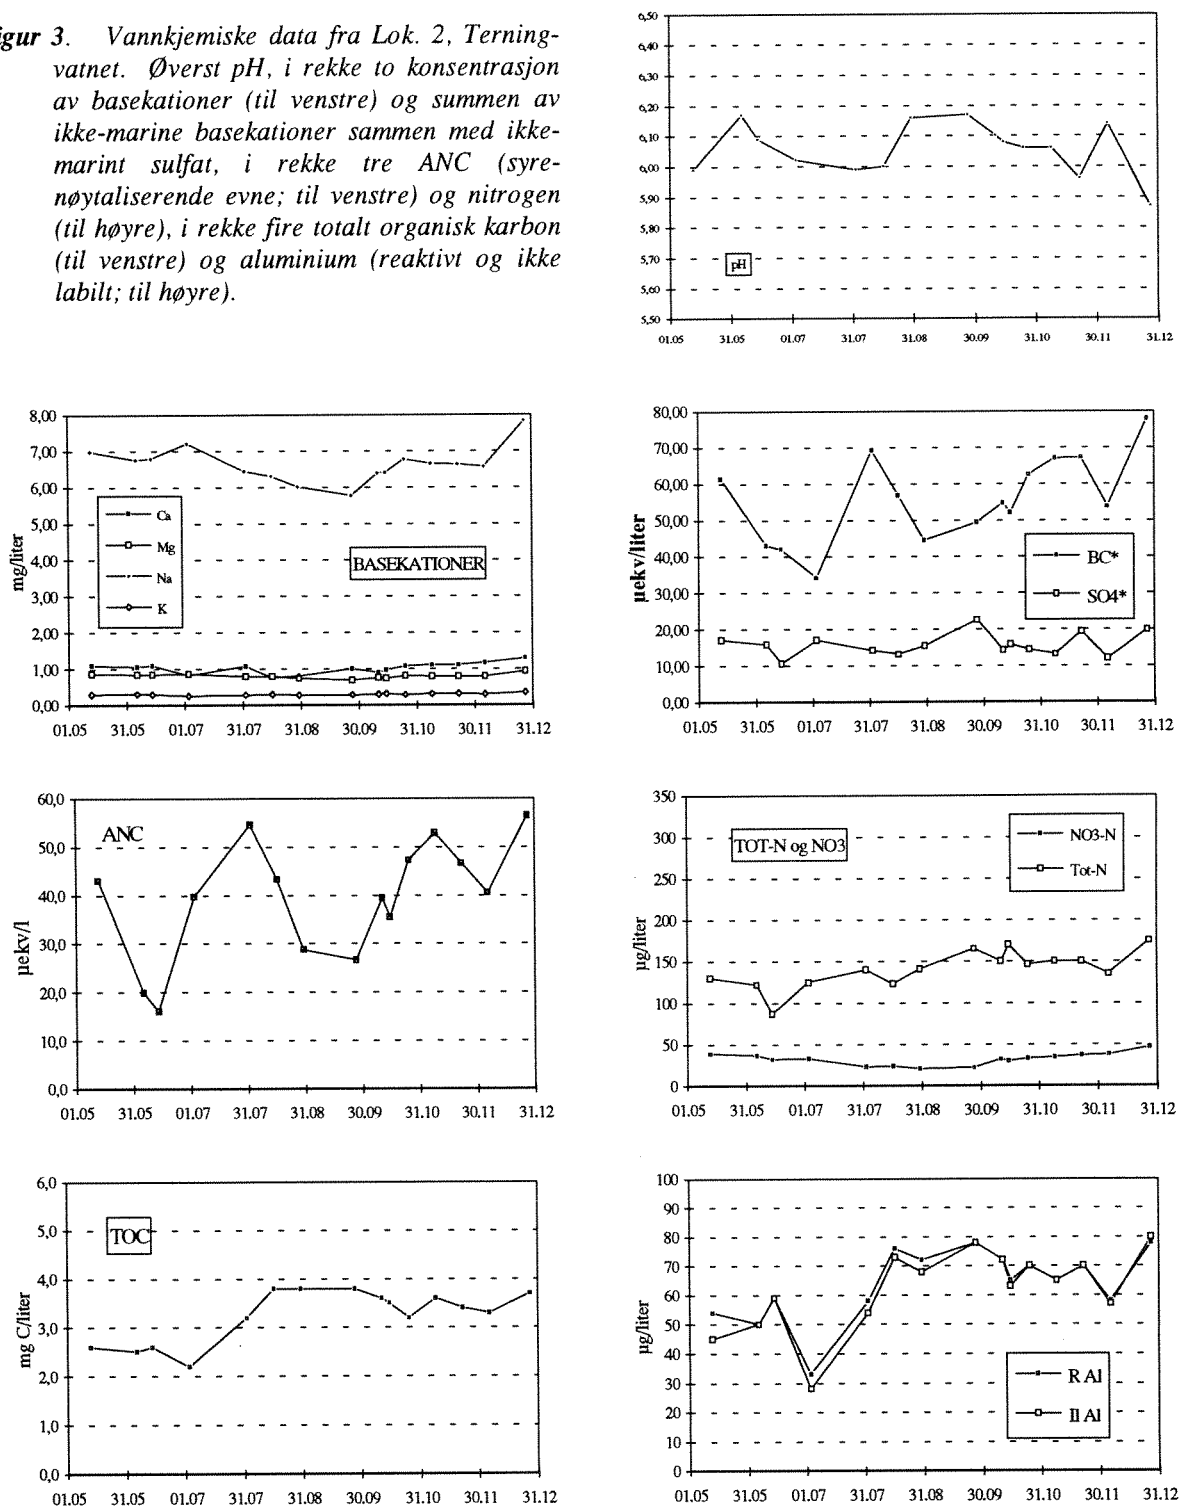 igur 3. Vannkjemiske data fra Lok. 2, Terning-
vatnet. Øverst pH, i rekke to konsentrasjon
av basekationer (til venstre) og summen av
ikke-marine basekationer sammen med ikke-
marint sulfat, i rekke tre ANC (syre-
nøytaliserende evne; til venstre) og nitrogen
(til høyre), i rekke fire totalt organisk karbon
(til venstre) og aluminium (reaktivt og ikke
labilt; til høyre).
6,50
6,40
6,30
6,20
6,10
6,00
5,90
5,80
5,70
5,60
5,50
pH
01.05 31.05 01.07 31.07 31.08 30.09 31.10 30.11 31.12
8,00
7,00
6,00
5,00
4,00
3,00
2,00
1,00
0,00
mg/liter
Ca
Mg
Na
K
BASEKATIONER
01.05 31.05 01.07 31.07 31.08 30.09 31.10 30.11 31.12
80,00
70,00
60,00
50,00
40,00
30,00
20,00
10,00
0,00
µekv/liter
BC*
SO4*
01.05 31.05 01.07 31.07 31.08 30.09 31.10 30.11 31.12
60,0
50,0
40,0
30,0
20,0
10,0
0,0
µekv/l
ANC
01.05 31.05 01.07 31.07 31.08 30.09 31.10 30.11 31.12
350
300
250
200
150
100
50
0
µg/liter
TOT-N og NO3
NO3-N
Tot-N
01.05 31.05 01.07 31.07 31.08 30.09 31.10 30.11 31.12
6,0
5,0
4,0
3,0
2,0
1,0
0,0
mg C/liter
TOC
01.05 31.05 01.07 31.07 31.08 30.09 31.10 30.11 31.12
100
90
80
70
60
50
40
30
20
10
0
µg/liter
R Al
Il Al
01.05 31.05 01.07 31.07 31.08 30.09 31.10 30.11 31.12